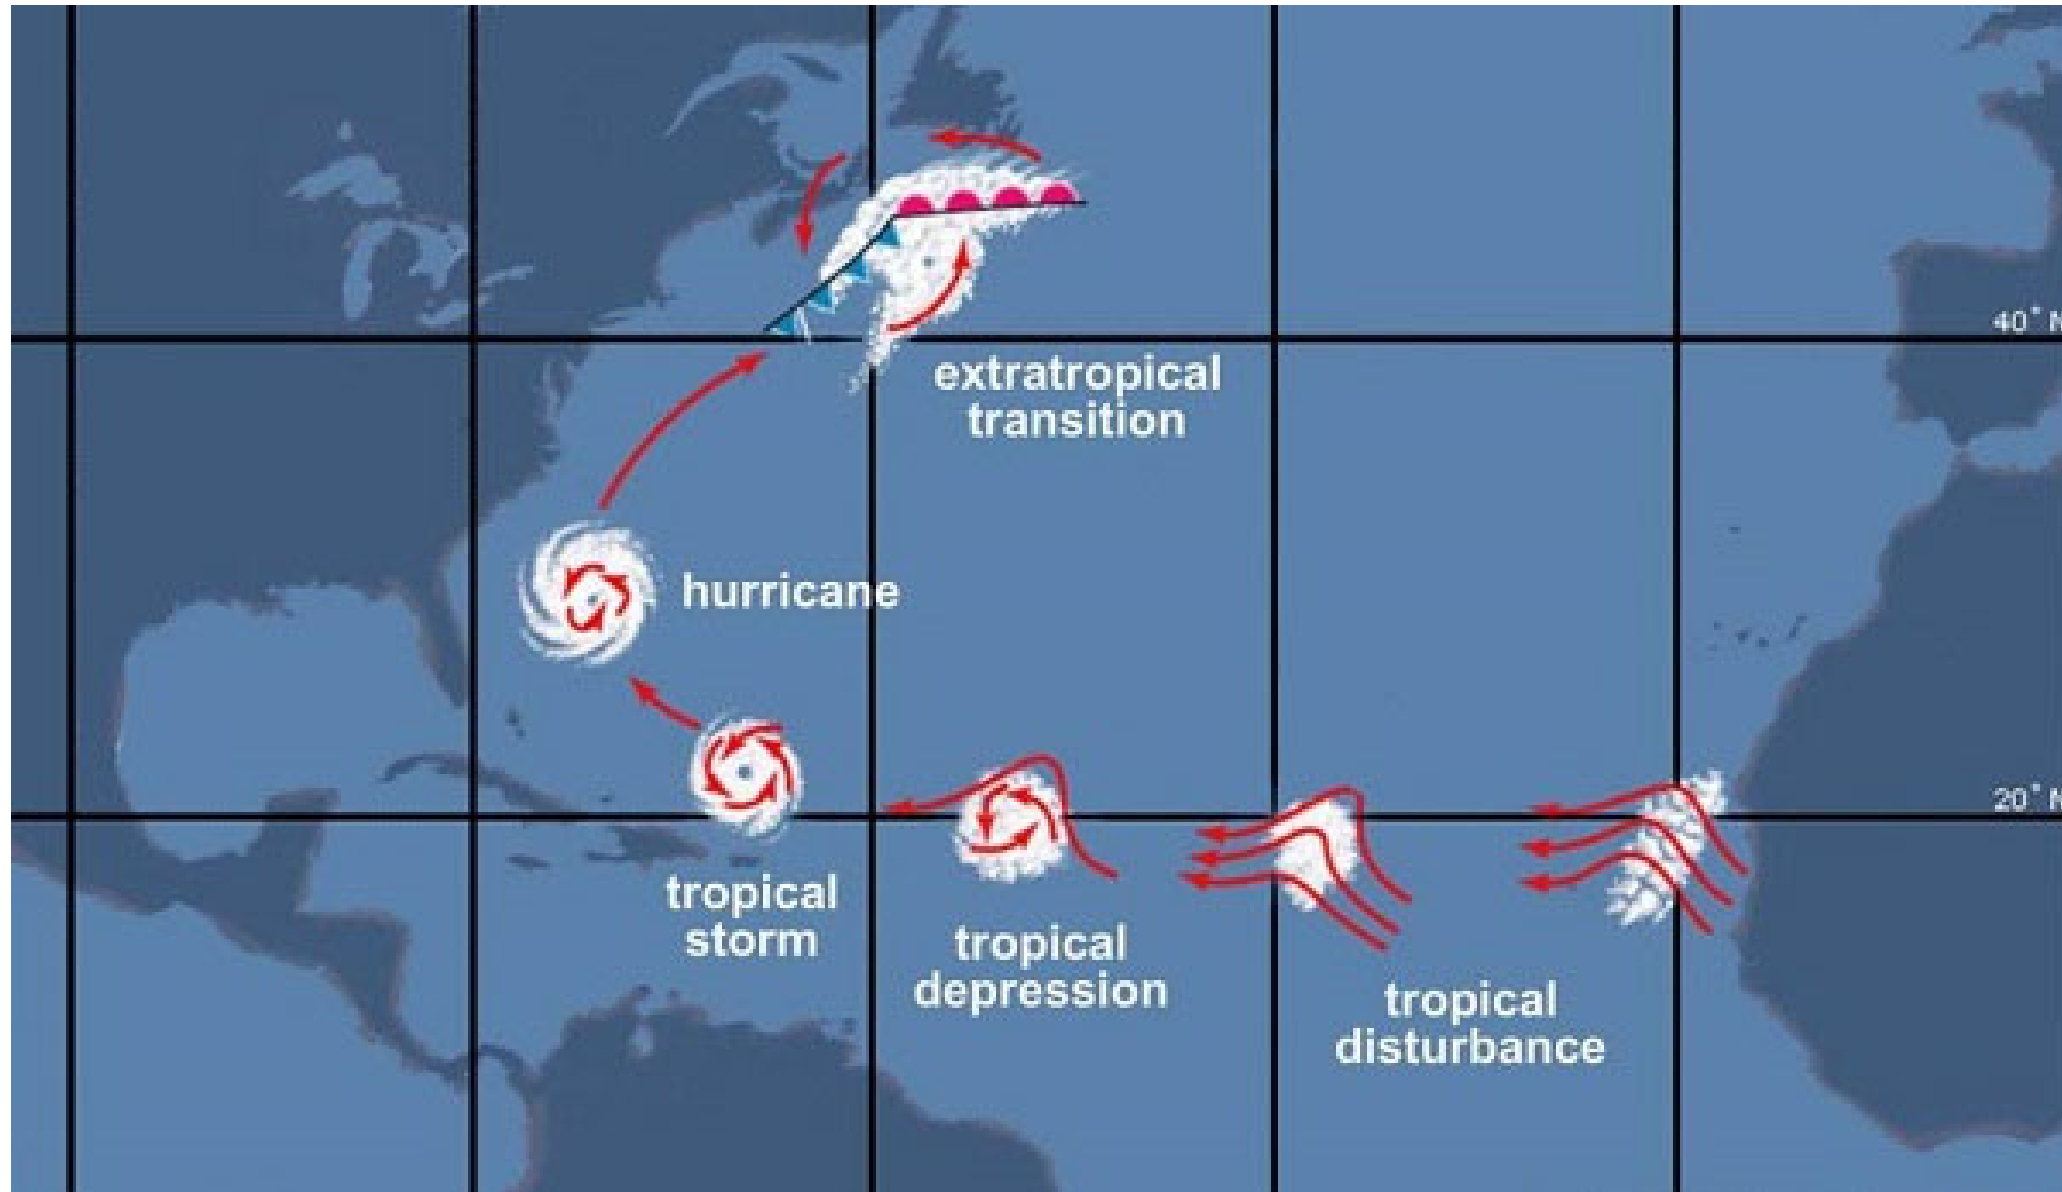 40° N
extratropical
transition
hurricane
20° N
tropical
storm
tropical
depression
tropical
disturbance